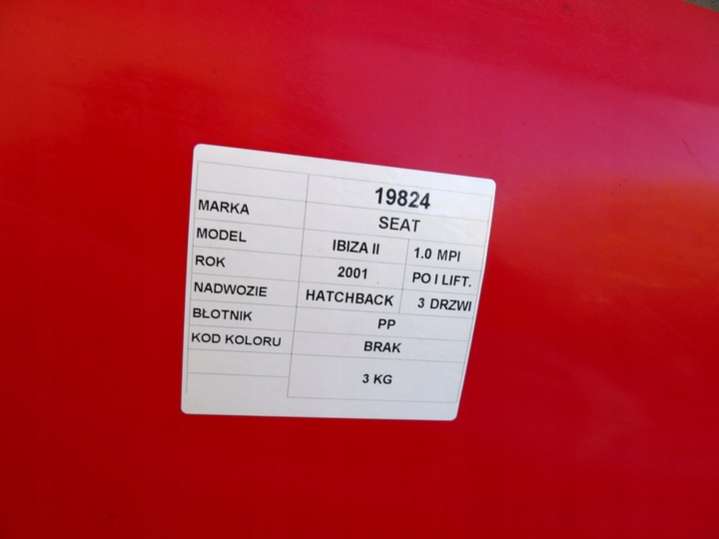 19824
MARKA SEAT
MODEL IBIZA II 1.0 MPI
ROK 2001 PO I LIFT.
NADWOZIE HATCHBACK 3 DRZWI
BŁOTNIK PP
KOD KOLORU BRAK
3 KG